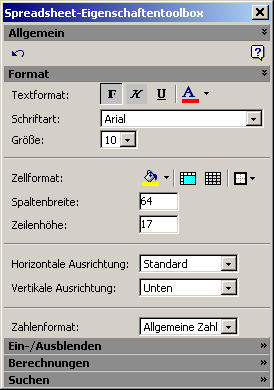 Spreadsheet-Eigenschaftentoolbox
Allgemein
Format
Textformat: F K U A
Schriftart: Arial
Größe: 10
Zellformat:
Spaltenbreite: 64
Zeilenhöhe: 17
Horizontale Ausrichtung: Standard
Vertikale Ausrichtung: Unten
Zahlenformat: Allgemeine Zahl
Ein-/Ausblenden
Berechnungen
Suchen